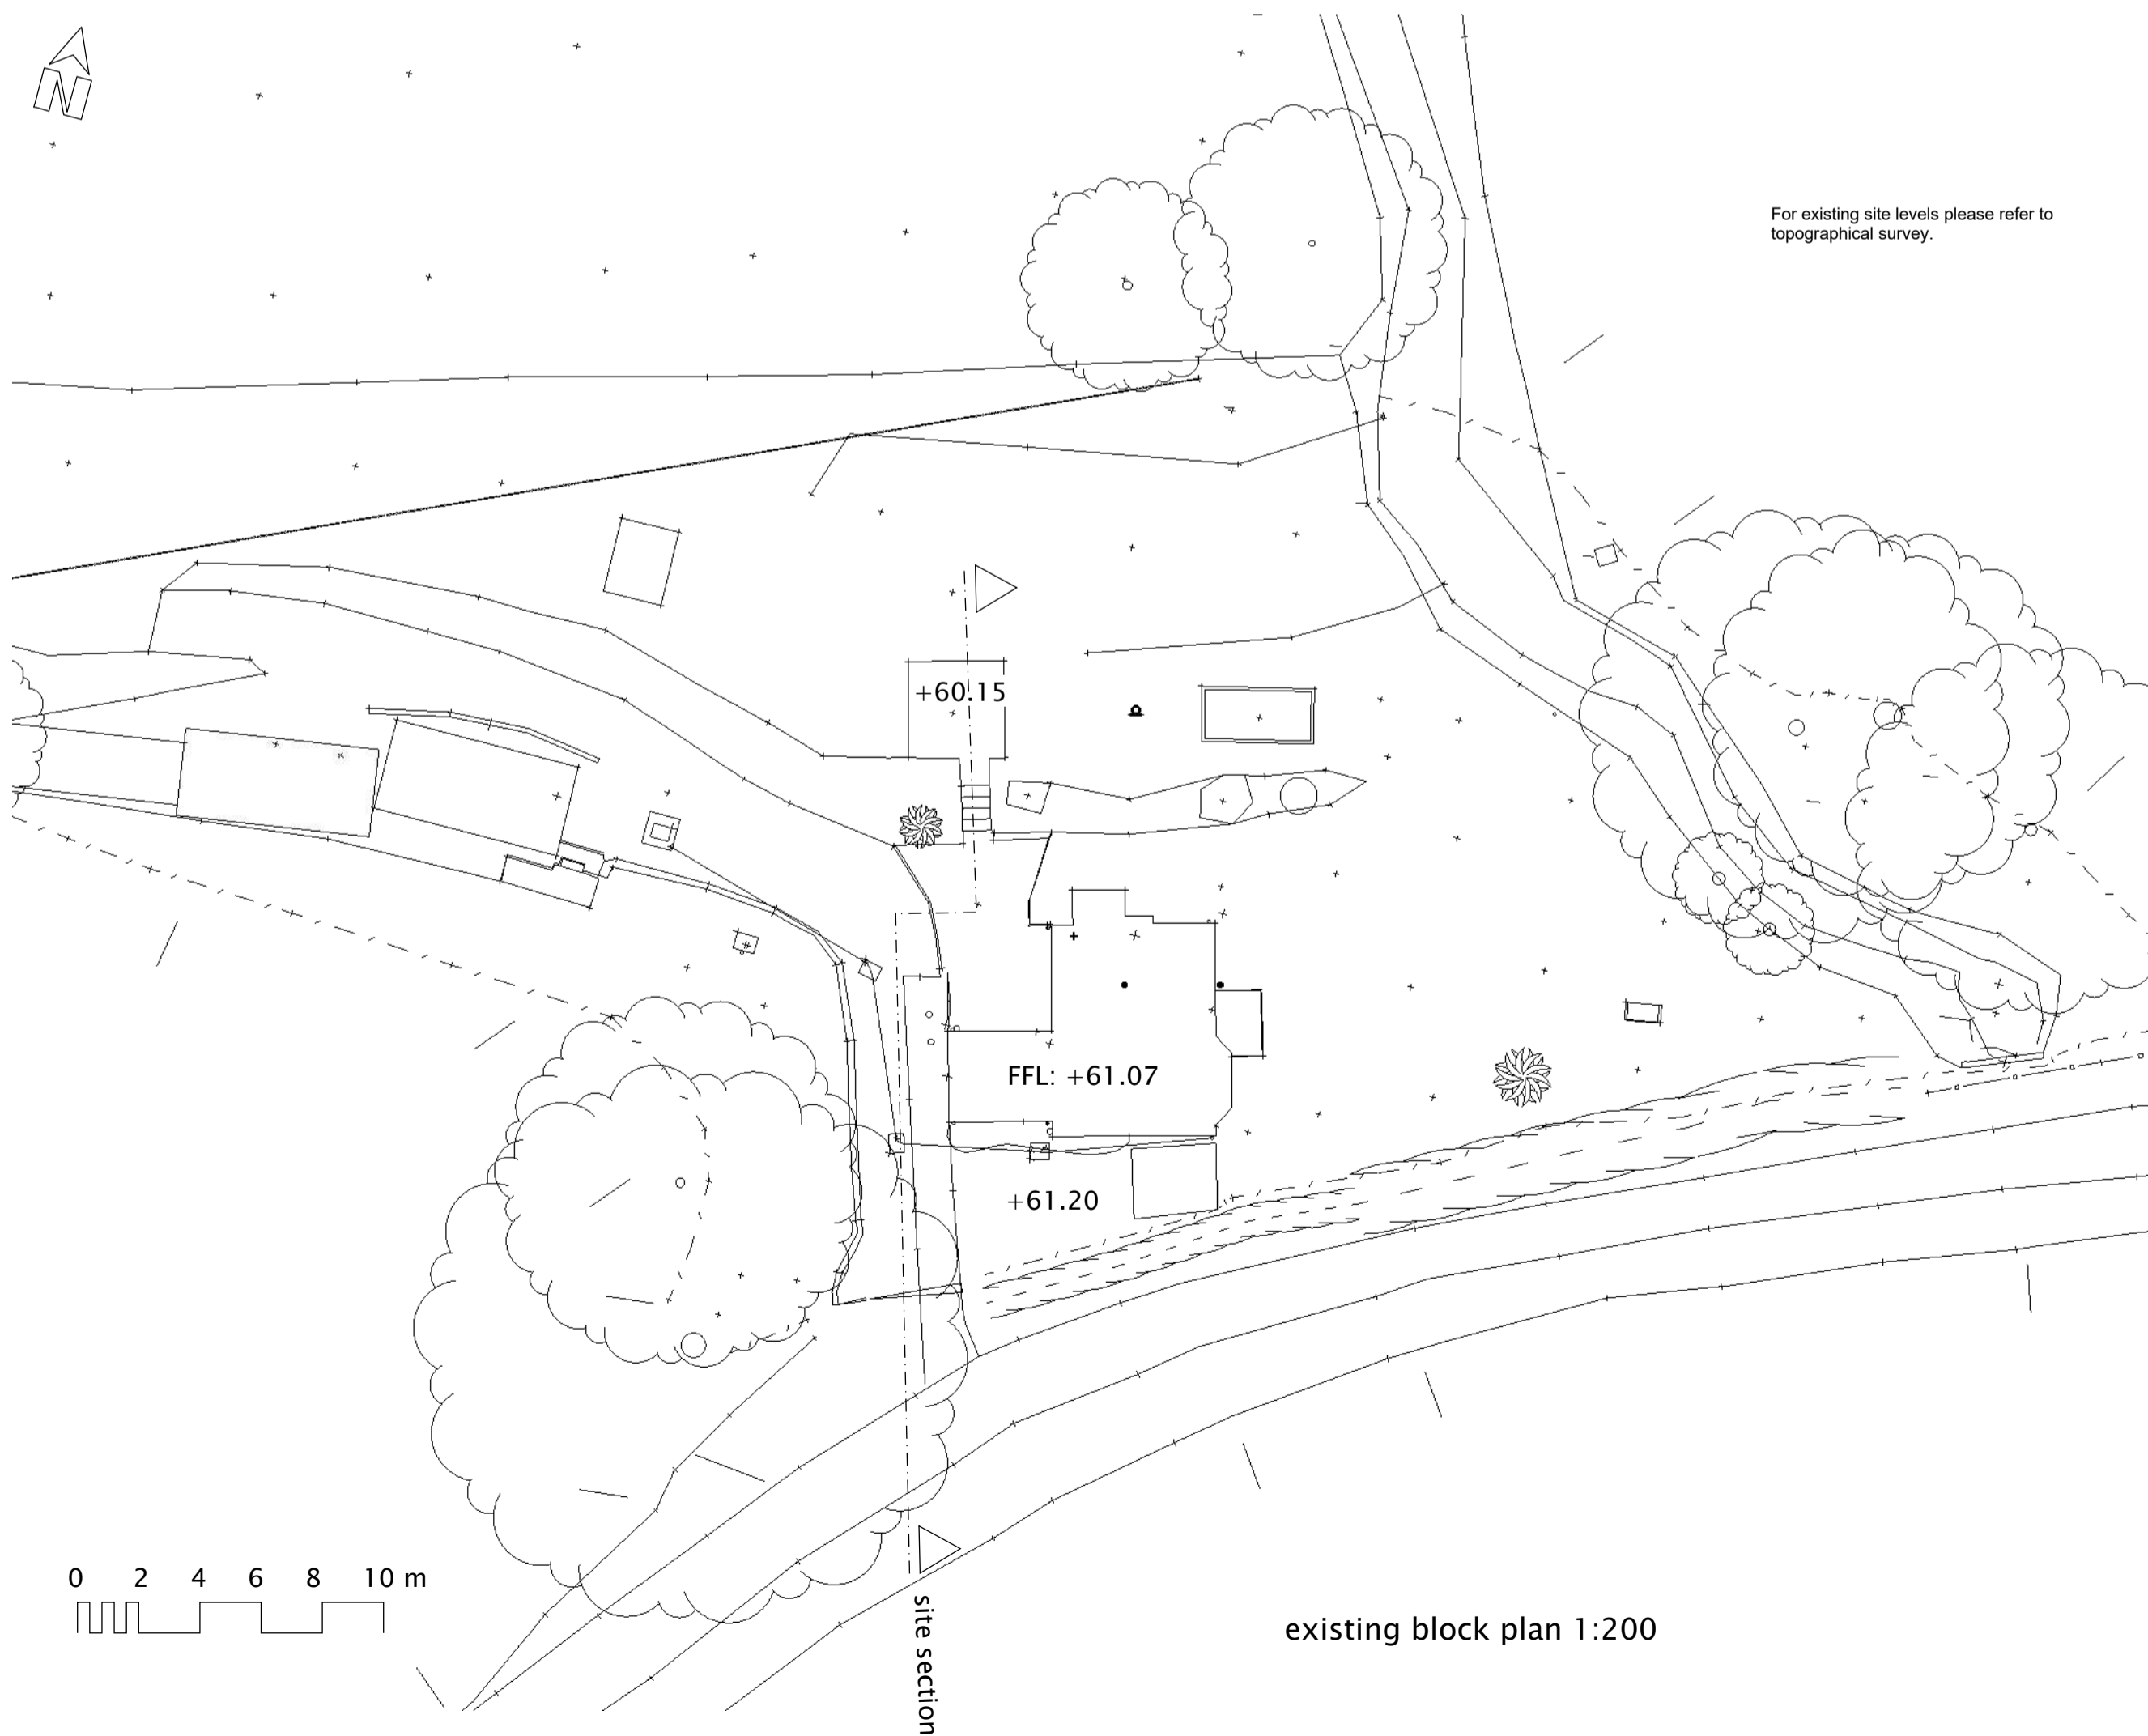 N
For existing site levels please refer to
topographical survey.
+60.15
FFL: +61.07
+61.20
0 2 4 6 8 10 m
site section
existing block plan 1:200